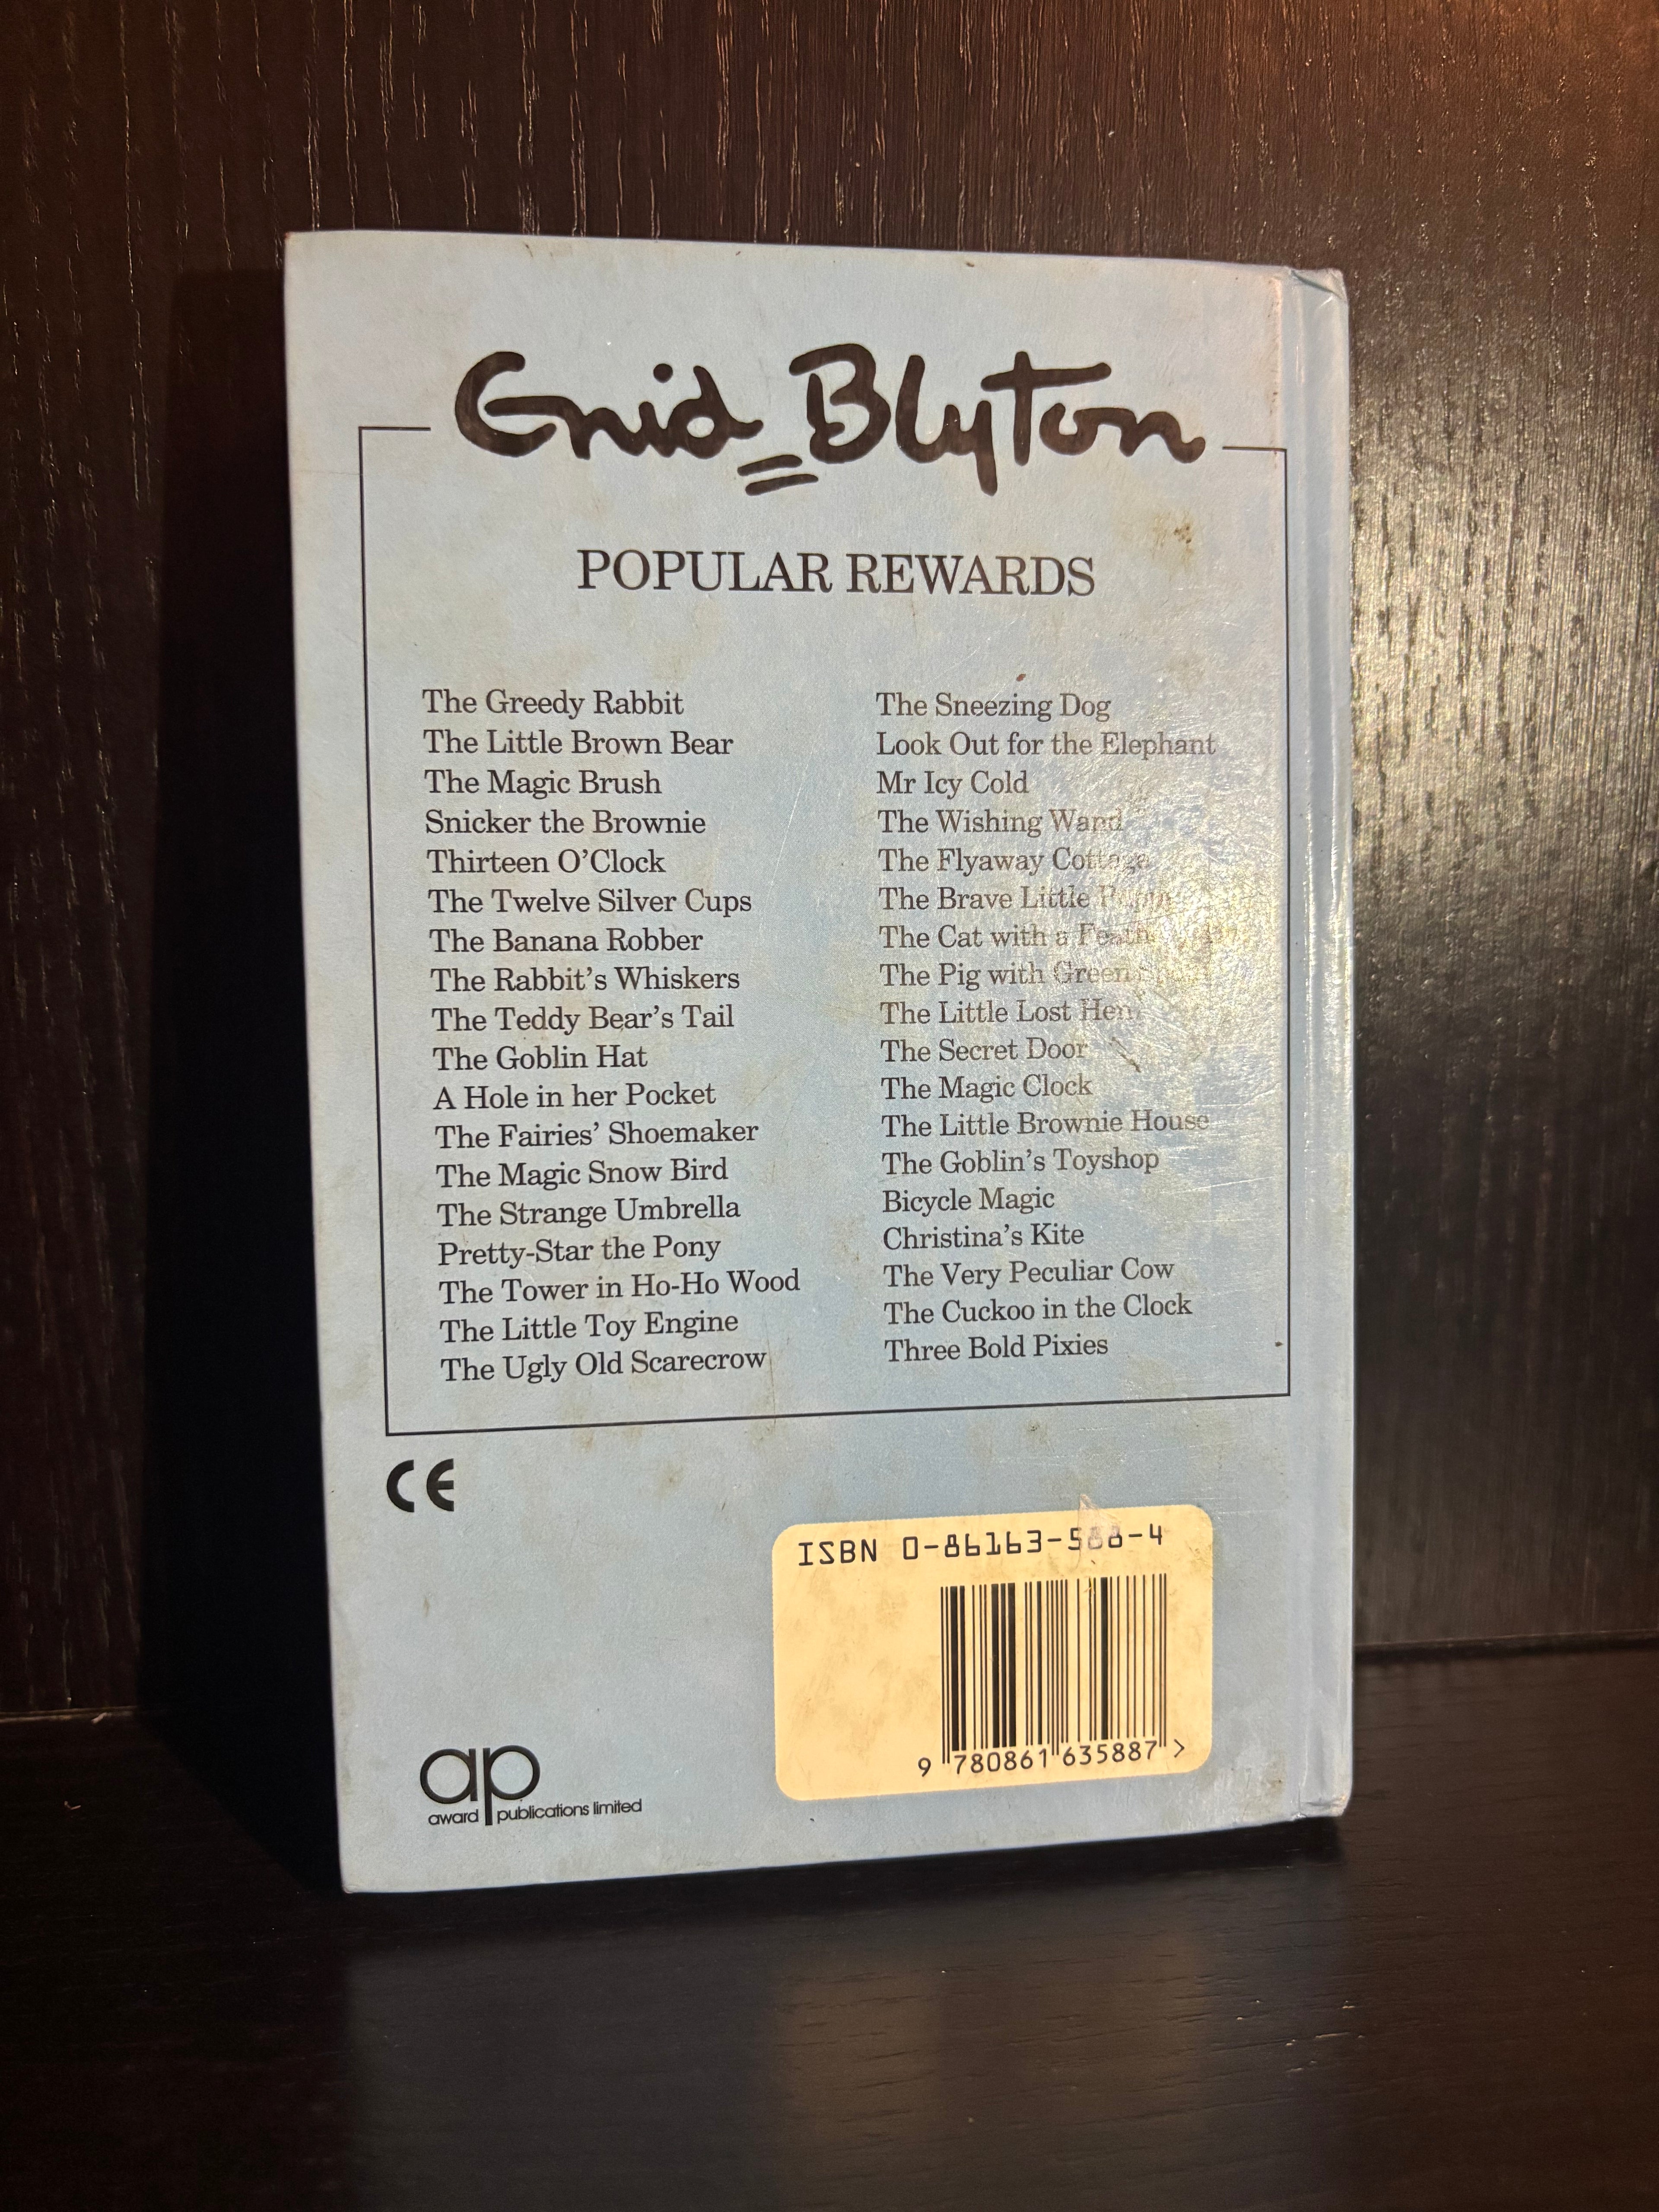 Enid Blyton
POPULAR REWARDS
The Greedy Rabbit
The Little Brown Bear
The Magic Brush
Snicker the Brownie
Thirteen O'Clock
The Twelve Silver Cups
The Banana Robber
The Rabbit's Whiskers
The Teddy Bear's Tail
The Goblin Hat
A Hole in her Pocket
The Fairies' Shoemaker
The Magic Snow Bird
The Strange Umbrella
Pretty-Star the Pony
The Tower in Ho-Ho Wood
The Little Toy Engine
The Ugly Old Scarecrow
The Sneezing Dog
Look Out for the Elephant
Mr Icy Cold
The Wishing Wand
The Flyaway Cottage
The Brave Little
The Cat with a
The Pig with Green
The Little Lost Hen
The Secret Door
The Magic Clock
The Little Brownie House
The Goblin's Toyshop
Bicycle Magic
Christina's Kite
The Very Peculiar Cow
The Cuckoo in the Clock
Three Bold Pixies
CE
ISBN 0-86163-588-4
9 780861 635887 >
ap
award publications limited